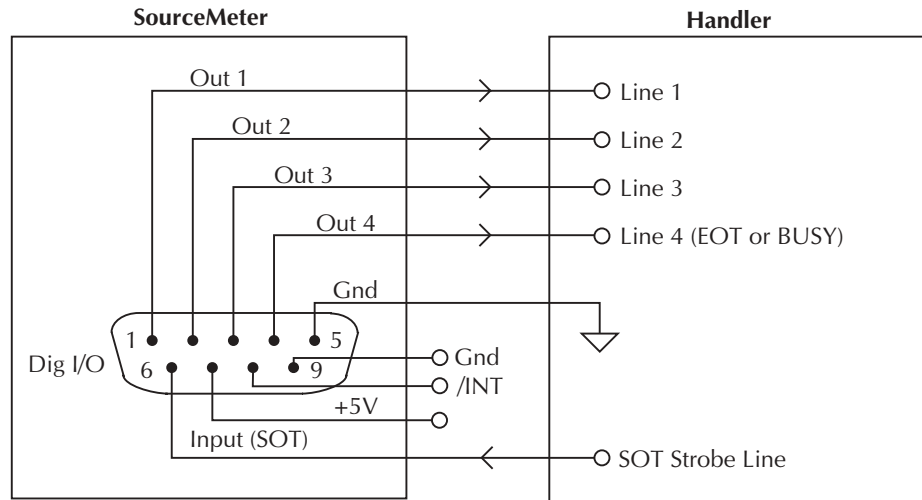 SourceMeter
Handler
Out 1
Line 1
Out 2
Line 2
Out 3
Line 3
Out 4
Line 4 (EOT or BUSY)
Gnd
1
5
Dig I/O
6
9
Gnd
/INT
+5V
Input (SOT)
SOT Strobe Line